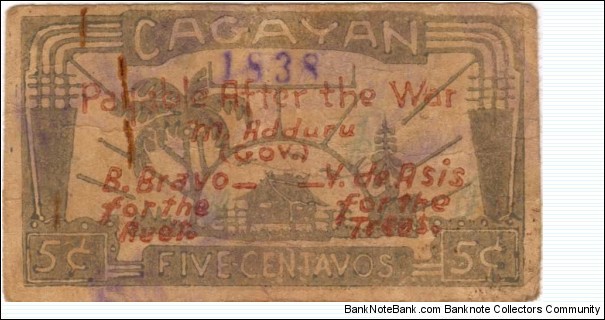 CAGAYAN
1838
Payable After the War
M. Adduru
(Gov.)
B. Bravo — — V. de Asis
for the for the
Treas.
5¢ FIVE-CENTAVOS 5¢
BankNoteBank.com - Banknote Collectors Community